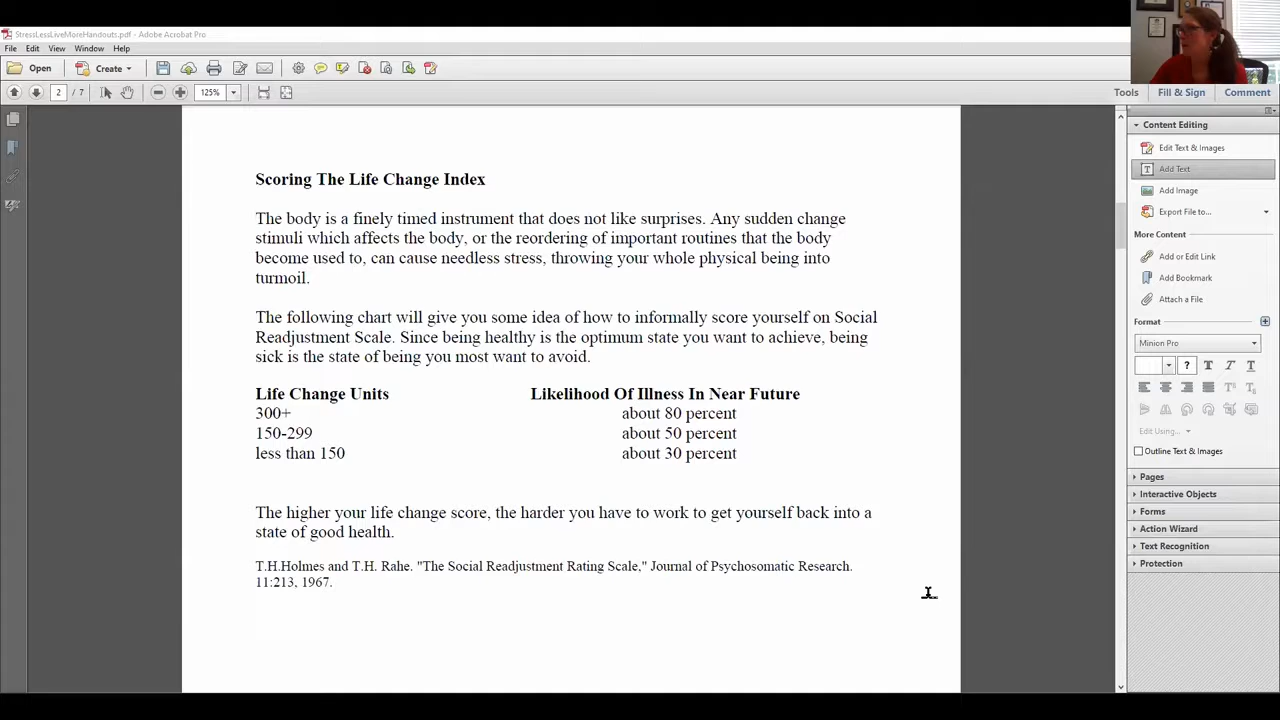 StressLessLiveMoreHandouts.pdf - Adobe Acrobat Pro
File Edit View Window Help
Open Create
2 / 7 125% Tools Fill & Sign Comment
Content Editing
Edit Text & Images
Add Text
Add Image
Export File to...
More Content
Add or Edit Link
Add Bookmark
Attach a File
Format
Minion Pro
?
Edit Using...
Outline Text & Images
Pages
Interactive Objects
Forms
Action Wizard
Text Recognition
Protection
Scoring The Life Change Index
The body is a finely timed instrument that does not like surprises. Any sudden change
stimuli which affects the body, or the reordering of important routines that the body
become used to, can cause needless stress, throwing your whole physical being into
turmoil.
The following chart will give you some idea of how to informally score yourself on Social
Readjustment Scale. Since being healthy is the optimum state you want to achieve, being
sick is the state of being you most want to avoid.
Life Change Units Likelihood Of Illness In Near Future
300+ about 80 percent
150-299 about 50 percent
less than 150 about 30 percent
The higher your life change score, the harder you have to work to get yourself back into a
state of good health.
T.H.Holmes and T.H. Rahe. "The Social Readjustment Rating Scale," Journal of Psychosomatic Research.
11:213, 1967.